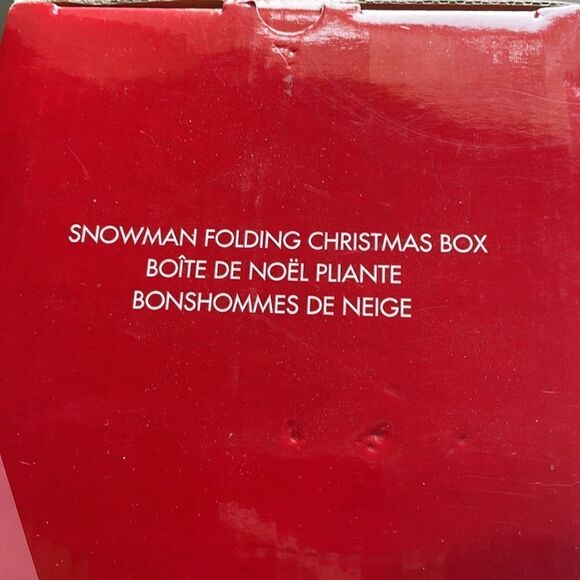 SNOWMAN FOLDING CHRISTMAS BOX
BOÎTE DE NOËL PLIANTE
BONSHOMMES DE NEIGE